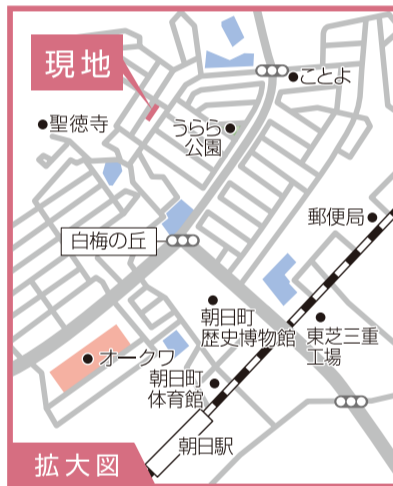 現地
ことよ
聖徳寺
うらら
公園
郵便局
白梅の丘
朝日町
歴史博物館
東芝三重
工場
オークワ
朝日町
体育館
朝日駅
拡大図